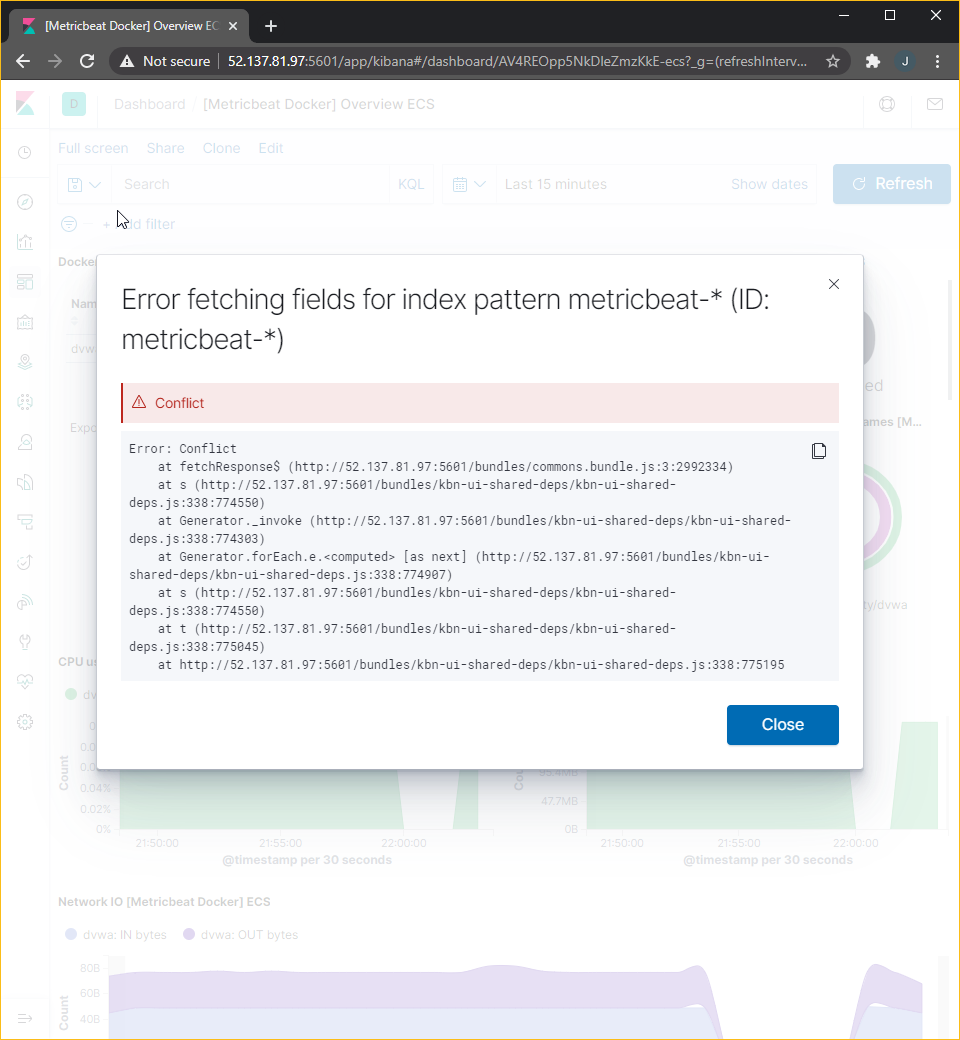 [Metricbeat Docker] Overview EC
Not secure
52.137.81.97:5601/app/kibana#/dashboard/AV4REOpp5NkDleZmzKkE-ecs?_g=(refreshInterv...
J
D
Dashboard
[Metricbeat Docker] Overview ECS
Full screen
Share
Clone
Edit
Search
KQL
Last 15 minutes
Show dates
Refresh
+
filter
Error fetching fields for index pattern metricbeat-* (ID:
metricbeat-*)
Conflict
Error: Conflict
at fetchResponse$ (http://52.137.81.97:5601/bundles/commons.bundle.js:3:2992334)
at s (http://52.137.81.97:5601/bundles/kbn-ui-shared-deps/kbn-ui-shared-
deps.js:338:774550)
at Generator._invoke (http://52.137.81.97:5601/bundles/kbn-ui-shared-deps/kbn-ui-shared-
deps.js:338:774303)
at Generator.forEach.e.<computed> [as next] (http://52.137.81.97:5601/bundles/kbn-ui-
shared-deps/kbn-ui-shared-deps.js:338:774907)
at s (http://52.137.81.97:5601/bundles/kbn-ui-shared-deps/kbn-ui-shared-
deps.js:338:774550)
at t (http://52.137.81.97:5601/bundles/kbn-ui-shared-deps/kbn-ui-shared-
deps.js:338:775045)
at http://52.137.81.97:5601/bundles/kbn-ui-shared-deps/kbn-ui-shared-deps.js:338:775195
Close
Docke
Nam
dvw
Expo
ed
ames [M...
ty/dvwa
CPU us
dv
Count
0.04%
0.02%
0%
21:50:00
21:55:00
22:00:00
@timestamp per 30 seconds
95.4MB
47.7MB
0B
21:50:00
21:55:00
22:00:00
@timestamp per 30 seconds
Network IO [Metricbeat Docker] ECS
dvwa: IN bytes
dvwa: OUT bytes
Count
80B
60B
40B